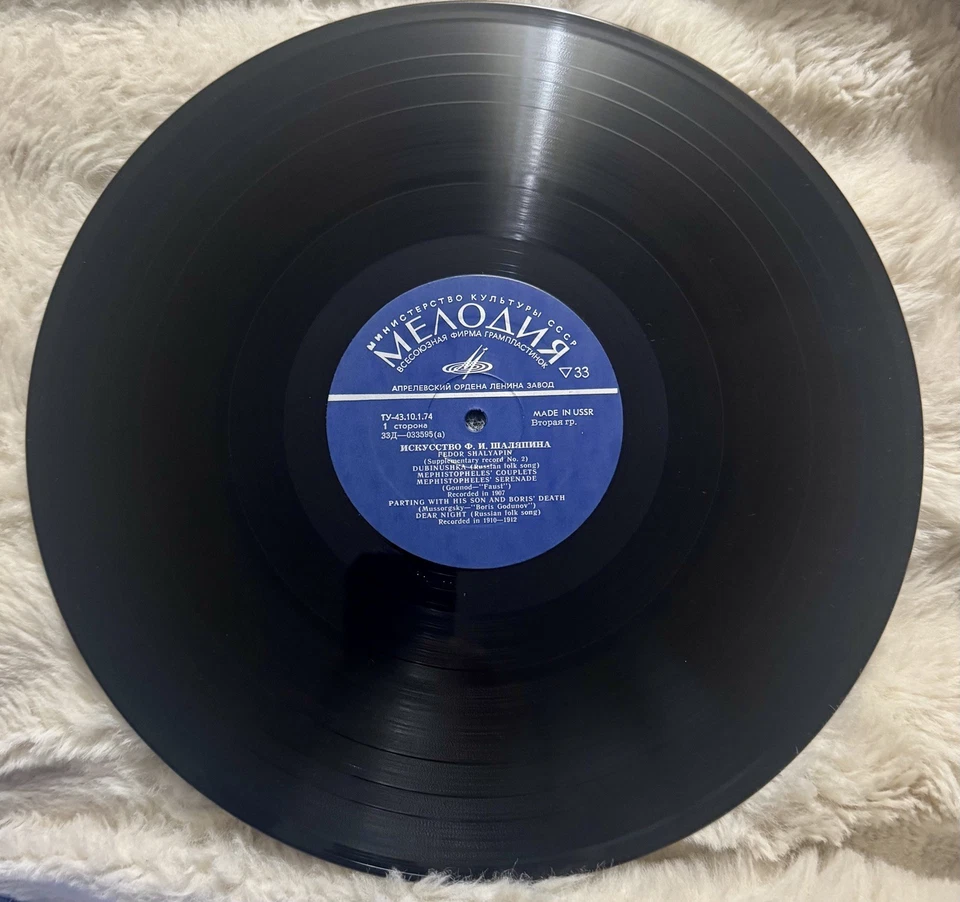 МИНИСТЕРСТВО КУЛЬТУРЫ СССР
МЕЛОДИЯ
ВСЕСОЮЗНАЯ ФИРМА ГРАМПЛАСТИНОК
▽33
АПРЕЛЕВСКИЙ ОРДЕНА ЛЕНИНА ЗАВОД
ТУ-43.10.1.74
MADE IN USSR
1 сторона
Вторая гр.
33Д—033595(а)
ИСКУССТВО Ф. И. ШАЛЯПИНА
FEDOR SHALYAPIN
(Supplementary record No. 2)
DUBINUSHKA (Russian folk song)
MEPHISTOPHELES' COUPLETS
MEPHISTOPHELES' SERENADE
(Gounod—"Faust")
Recorded in 1907
PARTING WITH HIS SON AND BORIS' DEATH
(Mussorgsky—"Boris Godunov")
DEAR NIGHT (Russian folk song)
Recorded in 1910—1912